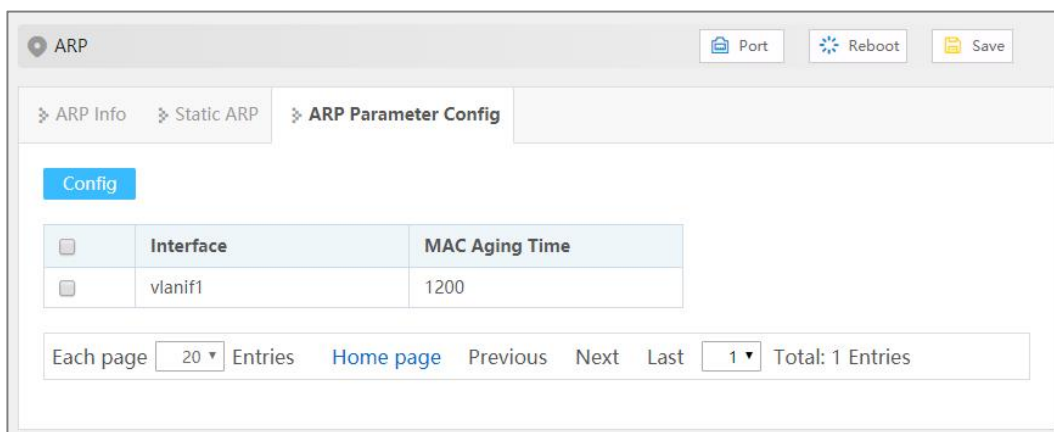 ARP Port Reboot Save
ARP Info Static ARP ARP Parameter Config
Config
Interface MAC Aging Time
vlanif1 1200
Each page 20 Entries Home page Previous Next Last 1 Total: 1 Entries